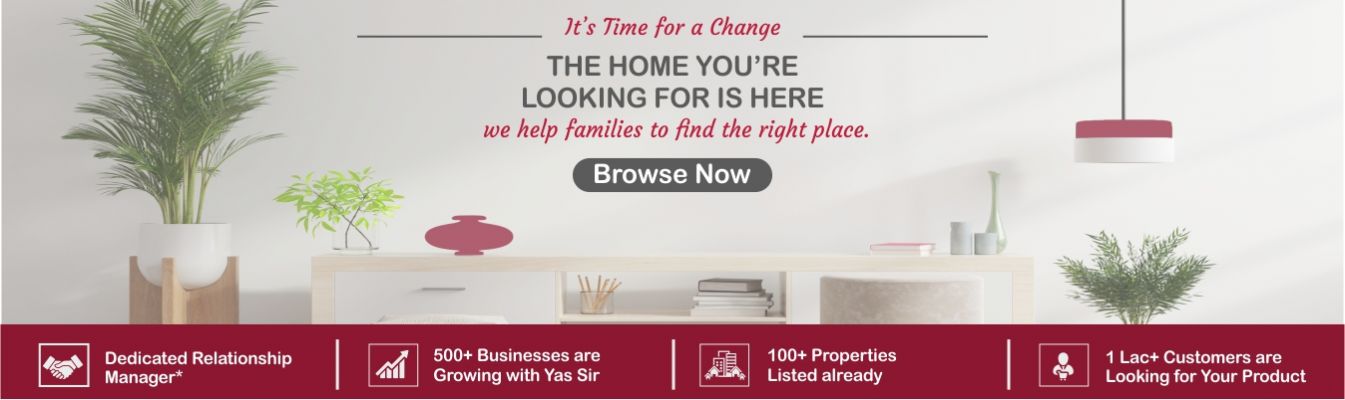 It's Time for a Change
THE HOME YOU'RE
LOOKING FOR IS HERE
we help families to find the right place.
Browse Now
Dedicated Relationship
Manager*
500+ Businesses are
Growing with Yas Sir
100+ Properties
Listed already
1 Lac+ Customers are
Looking for Your Product